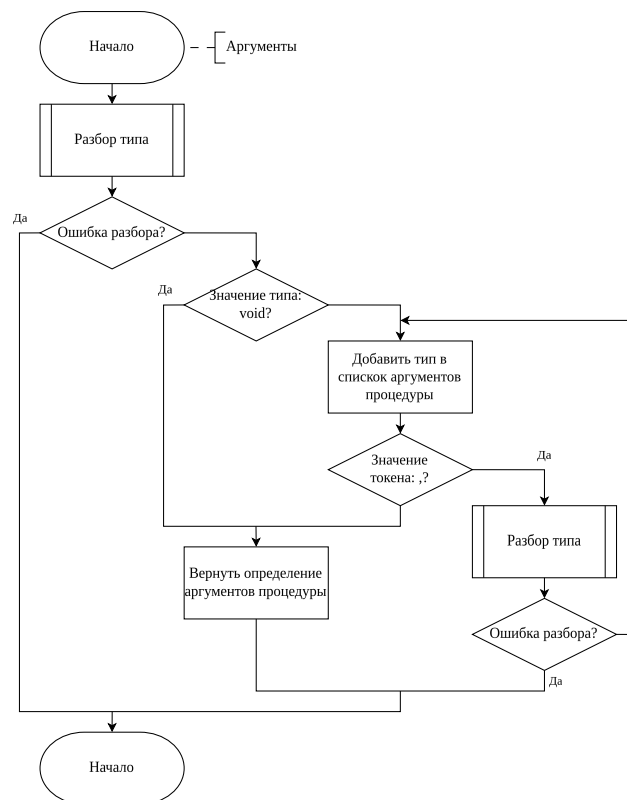 Начало
Аргументы
Разбор типа
Да
Ошибка разбора?
Да
Значение типа:
void?
Добавить тип в
спискок аргументов
процедуры
Значение
токена: ,?
Да
Разбор типа
Вернуть определение
аргументов процедуры
Ошибка разбора?
Да
Начало